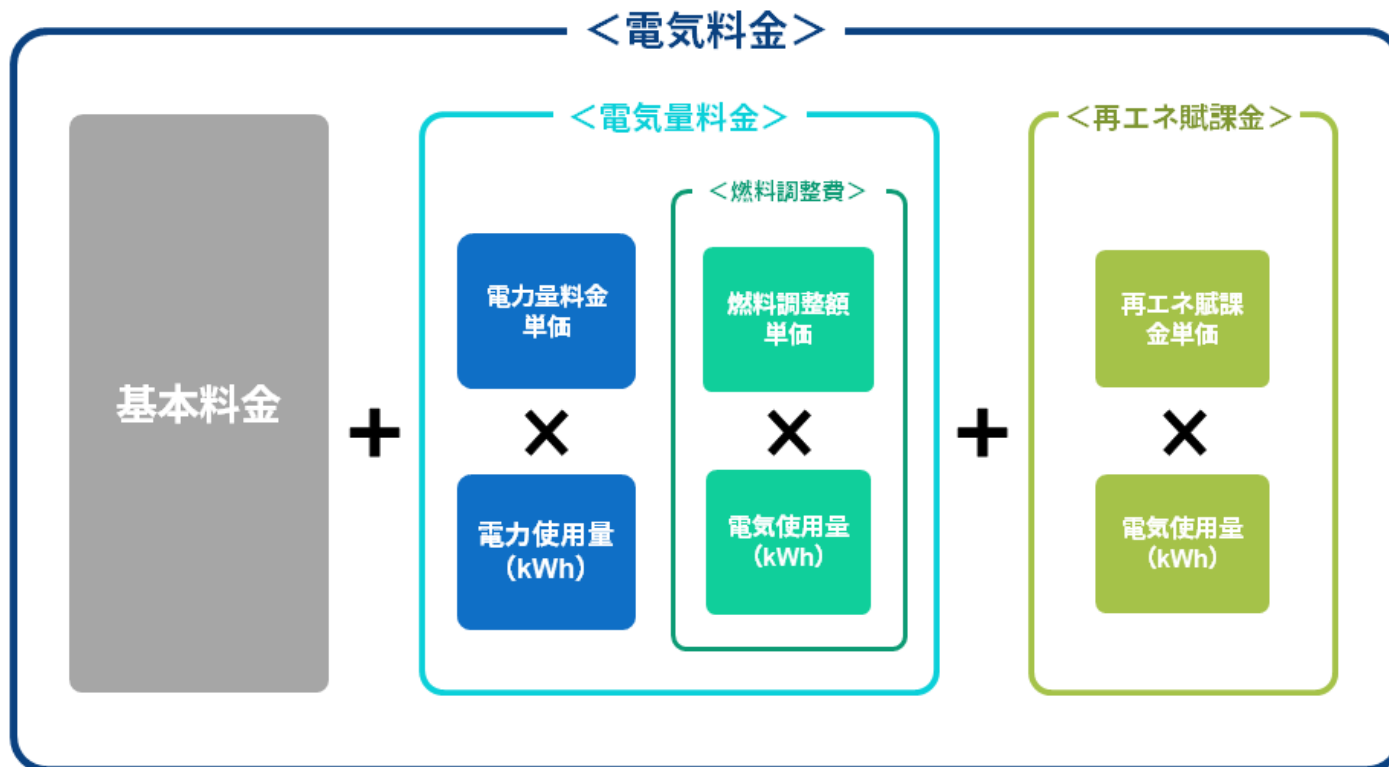 ＜電気料金＞
基本料金
＋
＜電気量料金＞
電力量料金
単価
×
電力使用量
（kWh）
＜燃料調整費＞
燃料調整額
単価
×
電気使用量
（kWh）
＋
＜再エネ賦課金＞
再エネ賦課
金単価
×
電気使用量
（kWh）